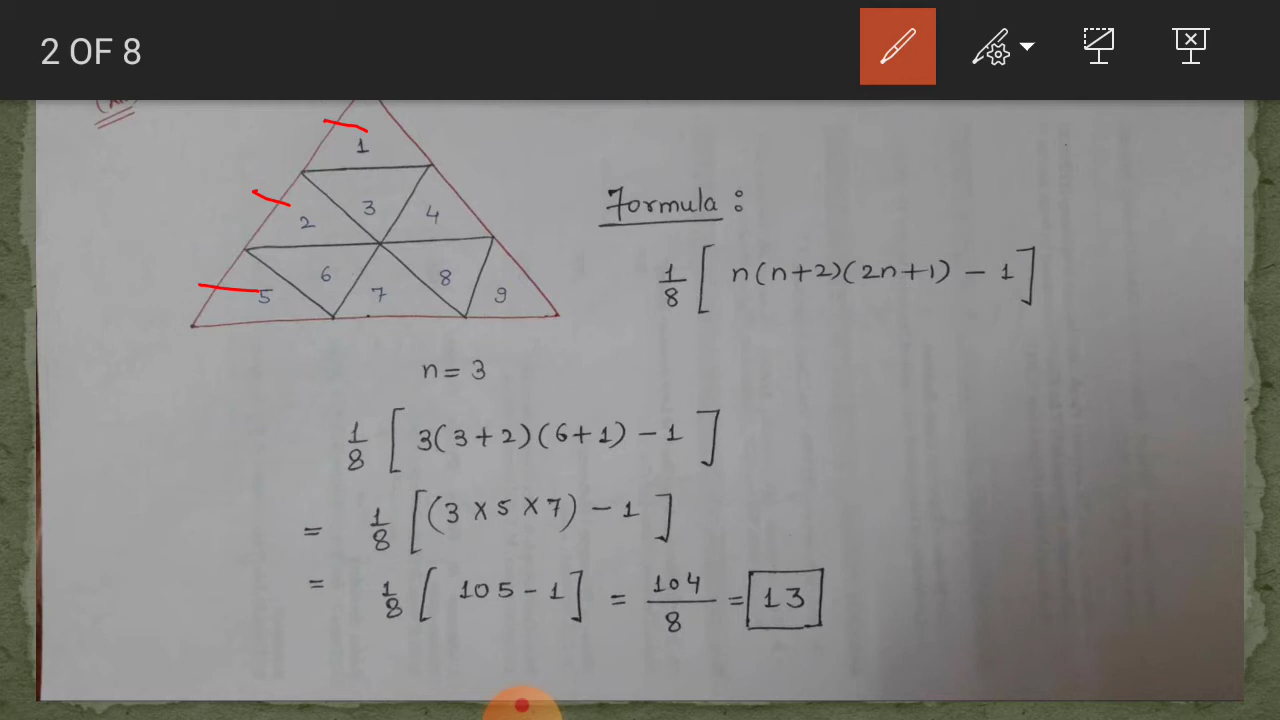 2 OF 8
1
2 3 4
5 6 7 8 9
Formula :
1/8 [ n(n+2)(2n+1) - 1 ]
n = 3
1/8 [ 3(3+2)(6+1) - 1 ]
= 1/8 [ (3 x 5 x 7) - 1 ]
= 1/8 [ 105 - 1 ] = 104/8 = 13